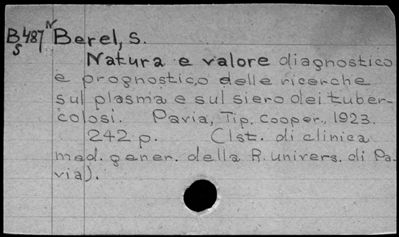 B487 N Berel, S.
S
Natura e valore diagnostico
e prognostico delle ricerche
sul plasma e sul siero dei tuber-
colosi. Pavia, Tip. Cooper., 1923.
242 p. (Ist. di clinica
med. gener. della R. univers. di Pa-
via).